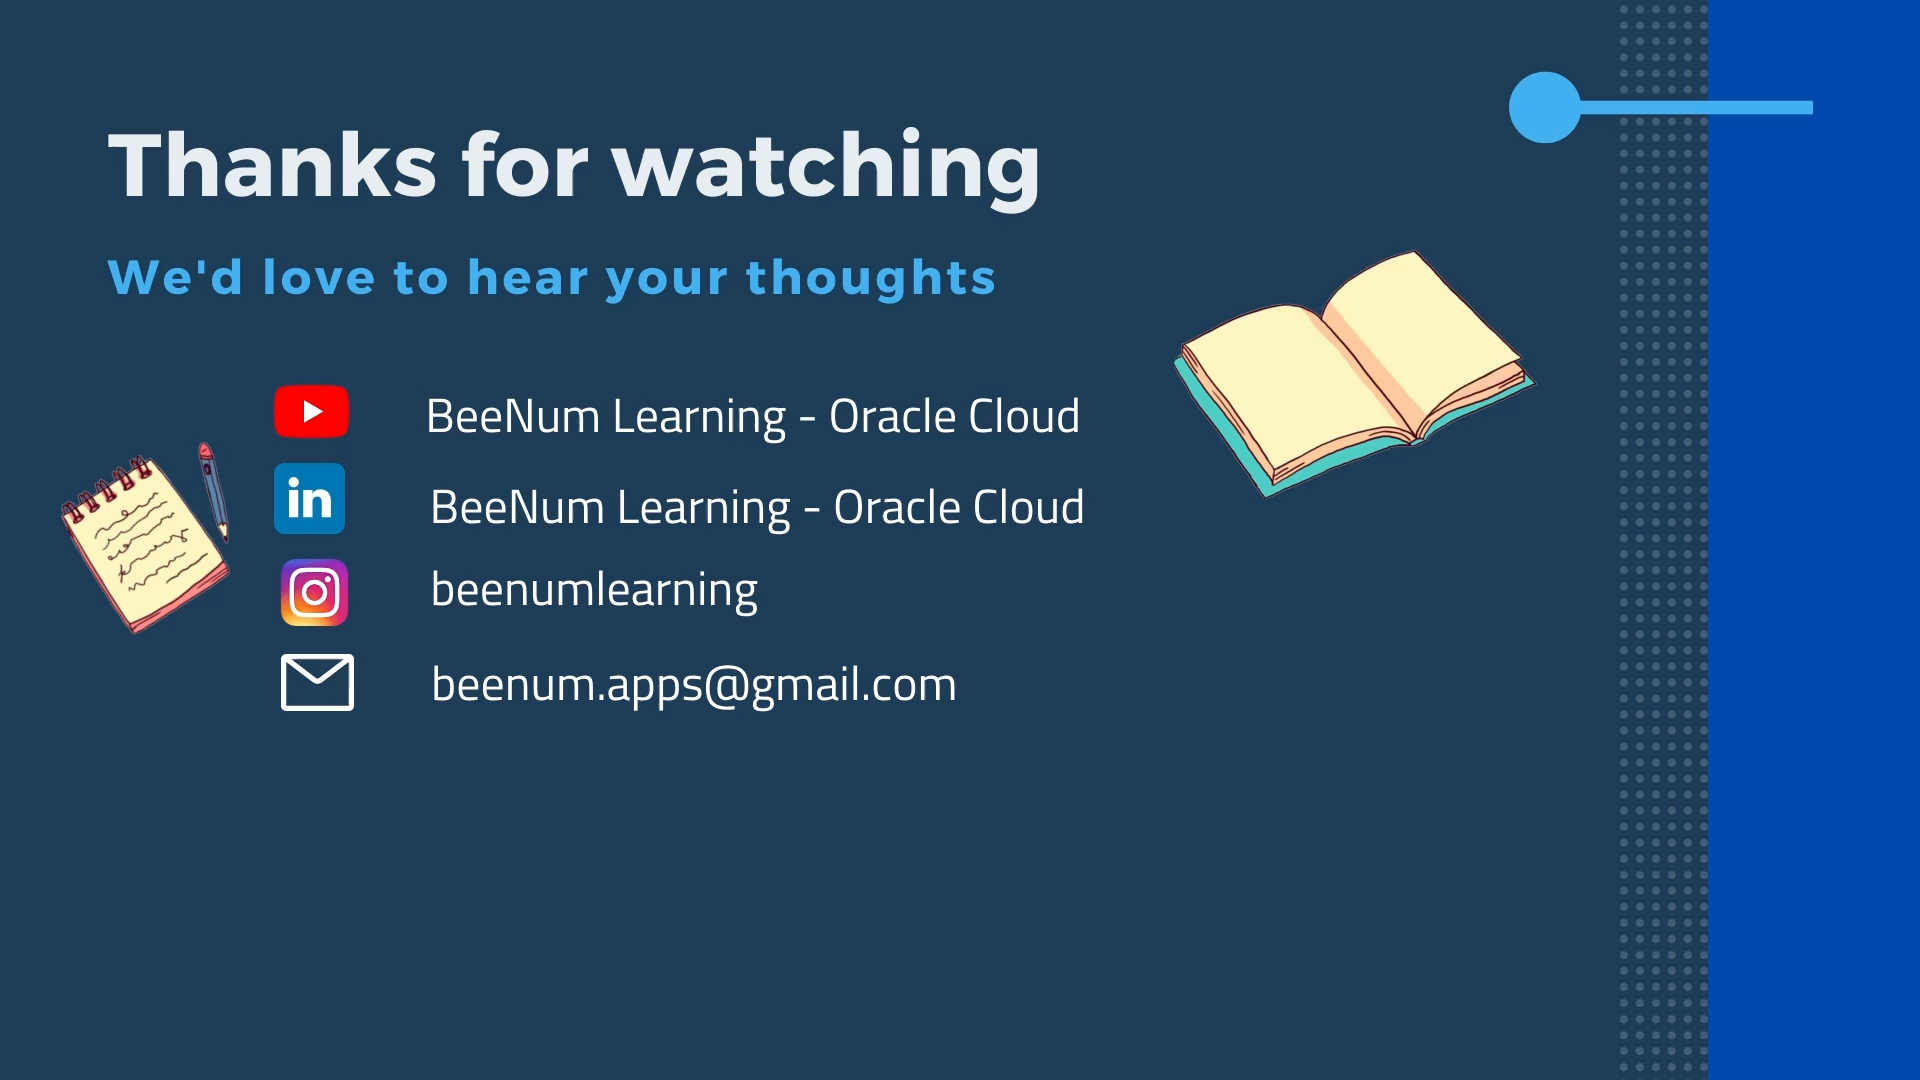 Thanks for watching
We'd love to hear your thoughts
BeeNum Learning - Oracle Cloud
in
BeeNum Learning - Oracle Cloud
beenumlearning
beenum.apps@gmail.com